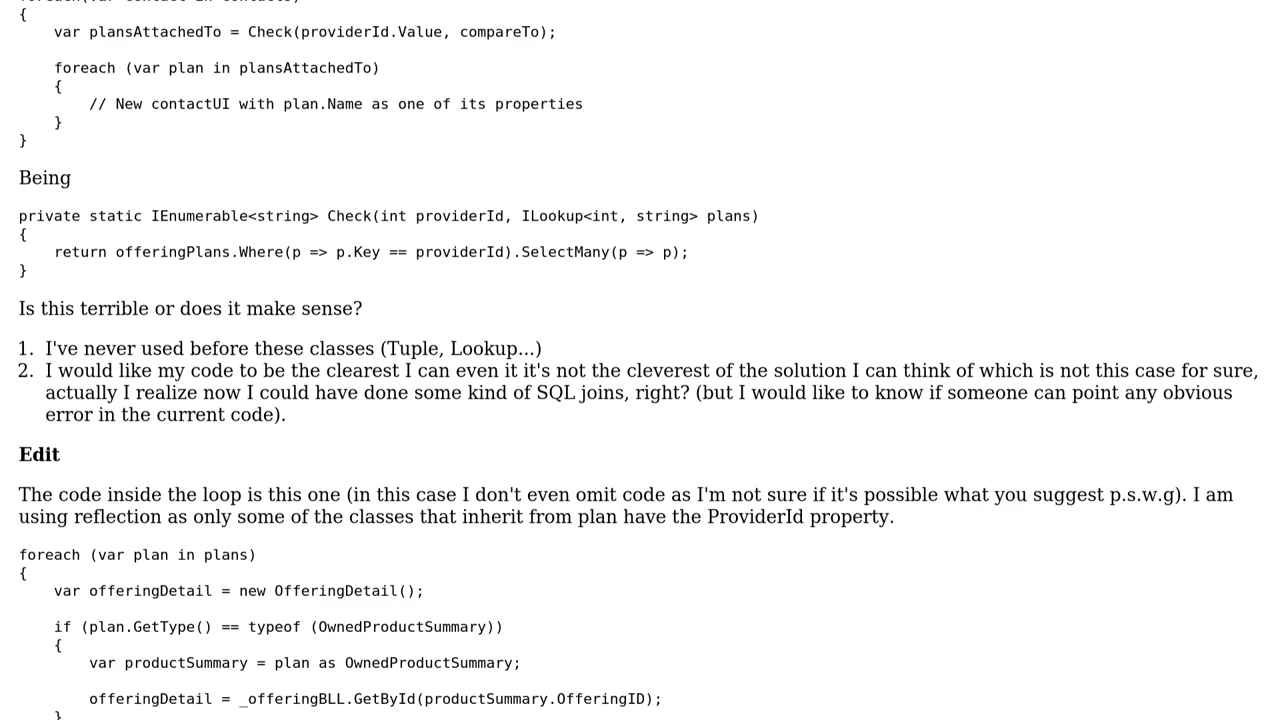 foreach(var contact in contacts)
{
    var plansAttachedTo = Check(providerId.Value, compareTo);

    foreach (var plan in plansAttachedTo)
    {
        // New contactUI with plan.Name as one of its properties
    }
}
Being
private static IEnumerable<string> Check(int providerId, ILookup<int, string> plans)
{
    return offeringPlans.Where(p => p.Key == providerId).SelectMany(p => p);
}
Is this terrible or does it make sense?
1. I've never used before these classes (Tuple, Lookup...)
2. I would like my code to be the clearest I can even it it's not the cleverest of the solution I can think of which is not this case for sure,
actually I realize now I could have done some kind of SQL joins, right? (but I would like to know if someone can point any obvious
error in the current code).
Edit
The code inside the loop is this one (in this case I don't even omit code as I'm not sure if it's possible what you suggest p.s.w.g). I am
using reflection as only some of the classes that inherit from plan have the ProviderId property.
foreach (var plan in plans)
{
    var offeringDetail = new OfferingDetail();

    if (plan.GetType() == typeof (OwnedProductSummary))
    {
        var productSummary = plan as OwnedProductSummary;

        offeringDetail = _offeringBLL.GetById(productSummary.OfferingID);
    }